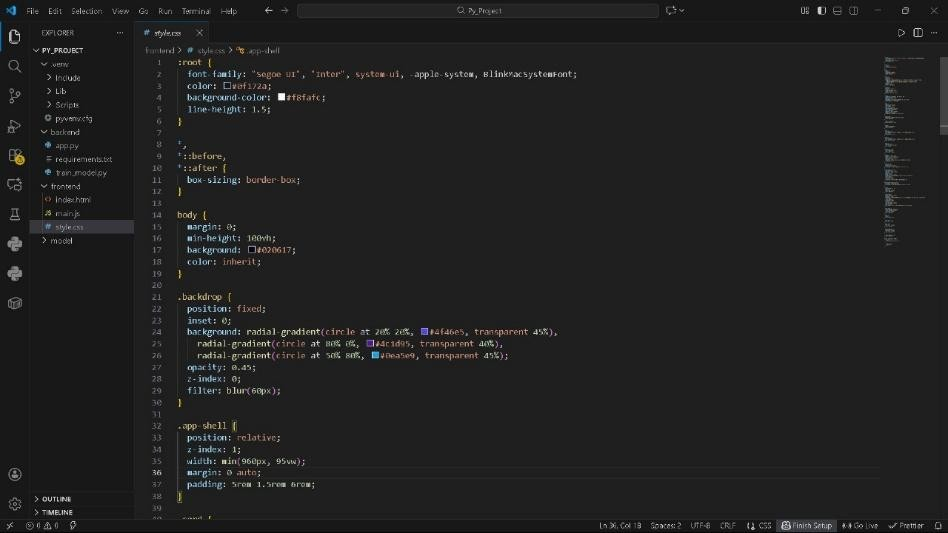 File Edit Selection View Go Run Terminal Help
Py_Project
EXPLORER
PY_PROJECT
.venv
Include
Lib
Scripts
pyvenv.cfg
backend
app.py
requirements.txt
train_model.py
frontend
index.html
main.js
style.css
model
OUTLINE
TIMELINE
style.css
frontend > # style.css > .app-shell
1 :root {
2 font-family: "Segoe UI", "Inter", system-ui, -apple-system, BlinkMacSystemFont;
3 color: #0f172a;
4 background-color: #f8fafc;
5 line-height: 1.5;
6 }
7
8 *,
9 *::before,
10 *::after {
11 box-sizing: border-box;
12 }
13
14 body {
15 margin: 0;
16 min-height: 100vh;
17 background: #020617;
18 color: inherit;
19 }
20
21 .backdrop {
22 position: fixed;
23 inset: 0;
24 background: radial-gradient(circle at 20% 20%, #4f46e5, transparent 45%),
25 radial-gradient(circle at 80% 0%, #4c1d95, transparent 40%),
26 radial-gradient(circle at 50% 80%, #0ea5e9, transparent 45%);
27 opacity: 0.45;
28 z-index: 0;
29 filter: blur(60px);
30 }
31
32 .app-shell {
33 position: relative;
34 z-index: 1;
35 width: min(960px, 95vw);
36 margin: 0 auto;
37 padding: 5rem 1.5rem 6rem;
38 }
39
0 0
Ln 36, Col 18 Spaces: 2 UTF-8 CRLF CSS Finish Setup Go Live Prettier